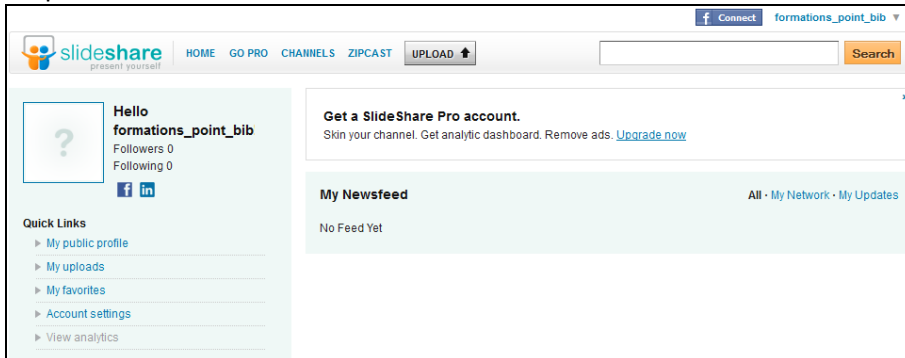 f Connect formations_point_bib
slideshare HOME GO PRO CHANNELS ZIPCAST UPLOAD Search
present yourself
Hello
formations_point_bib
Followers 0
Following 0
f in
Quick Links
My public profile
My uploads
My favorites
Account settings
View analytics
?
Get a SlideShare Pro account.
Skin your channel. Get analytic dashboard. Remove ads. Upgrade now
My Newsfeed All · My Network · My Updates
No Feed Yet